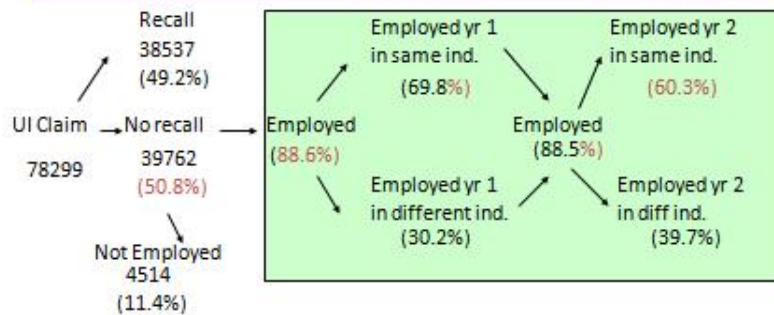 Recall
38537
(49.2%)
UI Claim
78299
No recall
39762
(50.8%)
Not Employed
4514
(11.4%)
Employed
(88.6%)
Employed yr 1
in same ind.
(69.8%)
Employed yr 1
in different ind.
(30.2%)
Employed
(88.5%)
Employed yr 2
in same ind.
(60.3%)
Employed yr 2
in diff ind.
(39.7%)